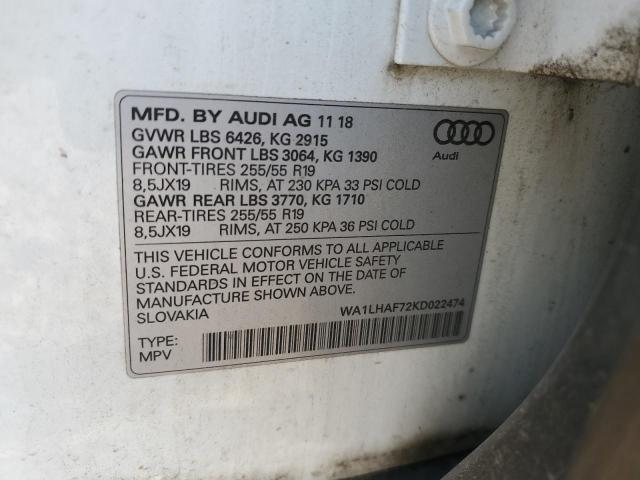 MFD. BY AUDI AG 11 18
GVWR LBS 6426, KG 2915
GAWR FRONT LBS 3064, KG 1390
FRONT-TIRES 255/55 R19
8,5JX19 RIMS, AT 230 KPA 33 PSI COLD
GAWR REAR LBS 3770, KG 1710
REAR-TIRES 255/55 R19
8,5JX19 RIMS, AT 250 KPA 36 PSI COLD
Audi
THIS VEHICLE CONFORMS TO ALL APPLICABLE
U.S. FEDERAL MOTOR VEHICLE SAFETY
STANDARDS IN EFFECT ON THE DATE OF
MANUFACTURE SHOWN ABOVE.
SLOVAKIA
WA1LHAF72KD022474
TYPE:
MPV